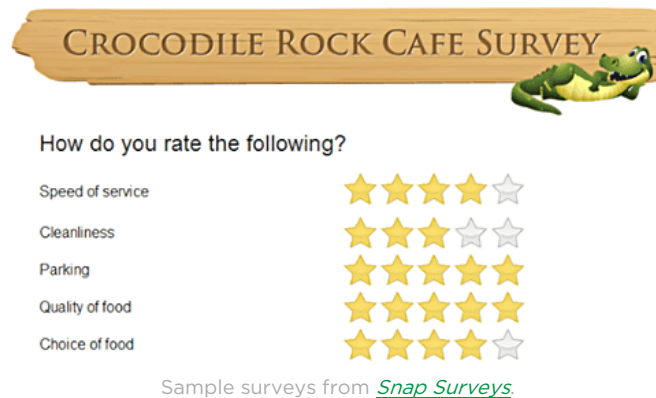 CROCODILE ROCK CAFE SURVEY
How do you rate the following?
Speed of service
Cleanliness
Parking
Quality of food
Choice of food
Sample surveys from Snap Surveys.